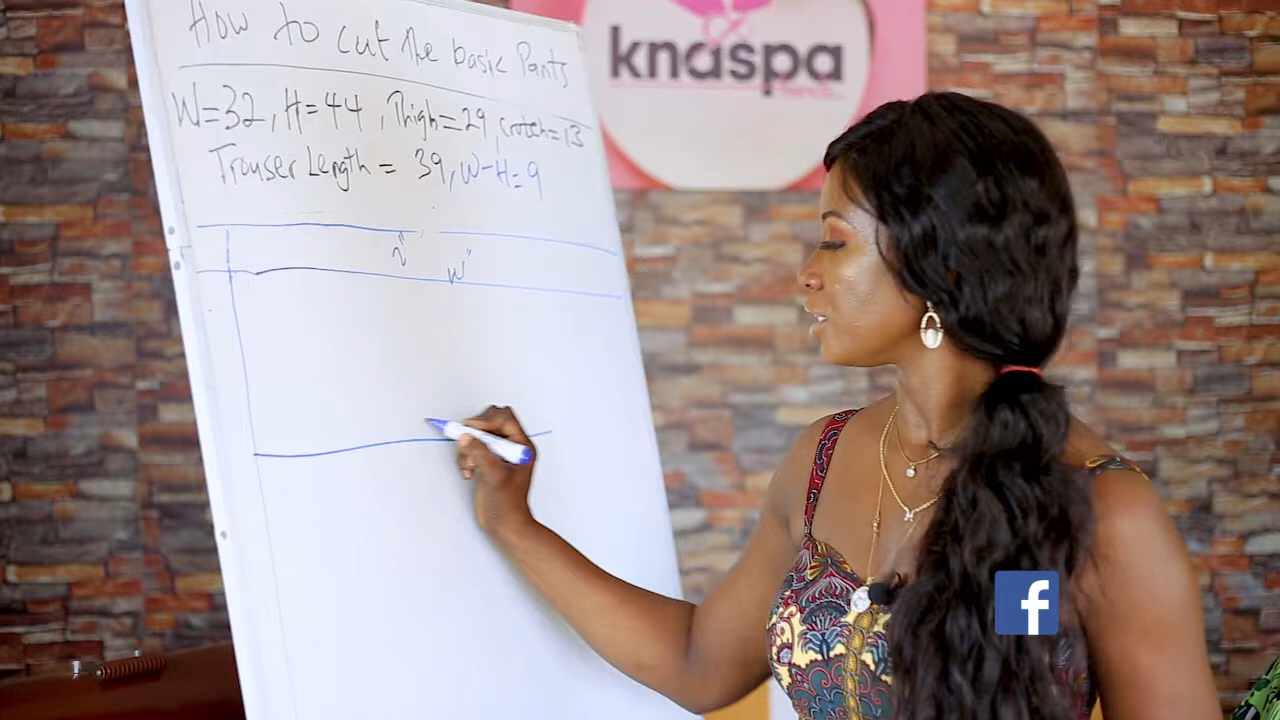 How to cut the basic Pants
knaspa
W=32, H=44, Thigh=29, crotch=13
Trouser Length = 39, W-H=9
W"
f